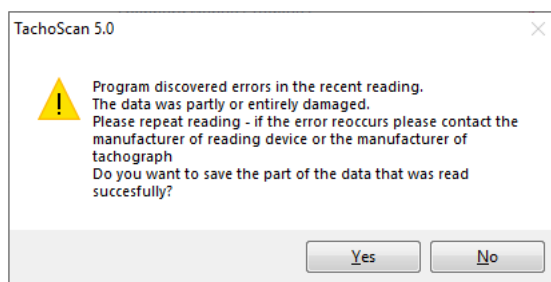 TachoScan 5.0
Program discovered errors in the recent reading.
The data was partly or entirely damaged.
Please repeat reading - if the error reoccurs please contact the
manufacturer of reading device or the manufacturer of
tachograph
Do you want to save the part of the data that was read
succesfully?
Yes No